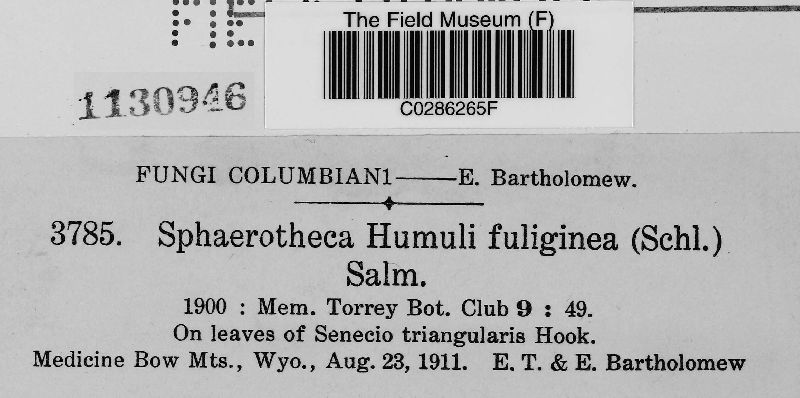 The Field Museum (F)
C0286265F
1130946
FUNGI COLUMBIAN1——E. Bartholomew.
3785. Sphaerotheca Humuli fuliginea (Schl.)
Salm.
1900 : Mem. Torrey Bot. Club 9 : 49.
On leaves of Senecio triangularis Hook.
Medicine Bow Mts., Wyo., Aug. 23, 1911. E. T. & E. Bartholomew